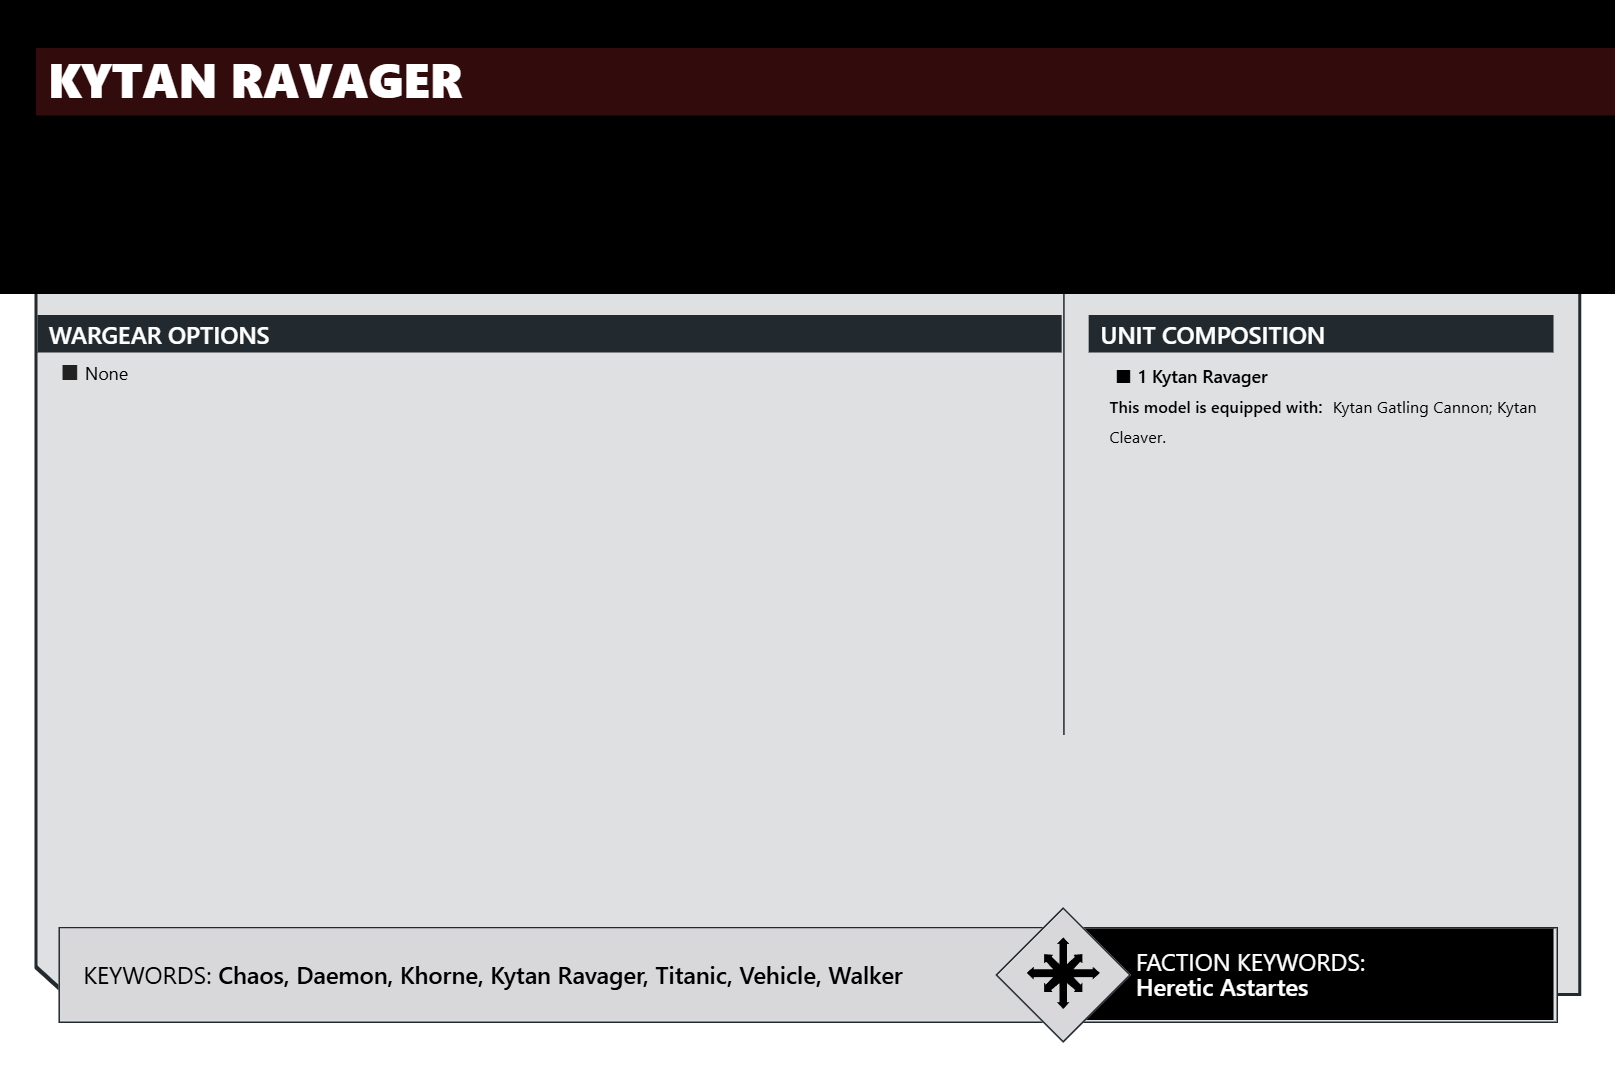 KYTAN RAVAGER
WARGEAR OPTIONS
None
UNIT COMPOSITION
1 Kytan Ravager
This model is equipped with: Kytan Gatling Cannon; Kytan
Cleaver.
KEYWORDS: Chaos, Daemon, Khorne, Kytan Ravager, Titanic, Vehicle, Walker
FACTION KEYWORDS:
Heretic Astartes